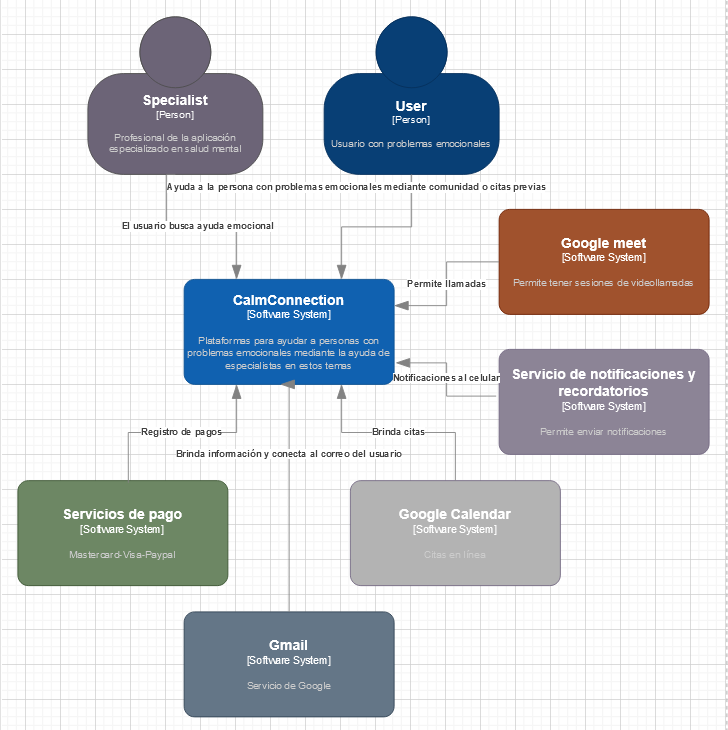 Specialist
[Person]
Profesional de la aplicación
especializado en salud mental
User
[Person]
Usuario con problemas emocionales
Ayuda a la persona con problemas emocionales mediante comunidad o citas previas
El usuario busca ayuda emocional
Google meet
[Software System]
Permite tener sesiones de videollamadas
Permite llamadas
CalmConnection
[Software System]
Plataformas para ayudar a personas con
problemas emocionales mediante la ayuda de
especialistas en estos temas
Notificaciones al celular
Servicio de notificaciones y
recordatorios
[Software System]
Permite enviar notificaciones
Registro de pagos
Brinda citas
Brinda información y conecta al correo del usuario
Servicios de pago
[Software System]
Mastercard-Visa-Paypal
Google Calendar
[Software System]
Citas en línea
Gmail
[Software System]
Servicio de Google